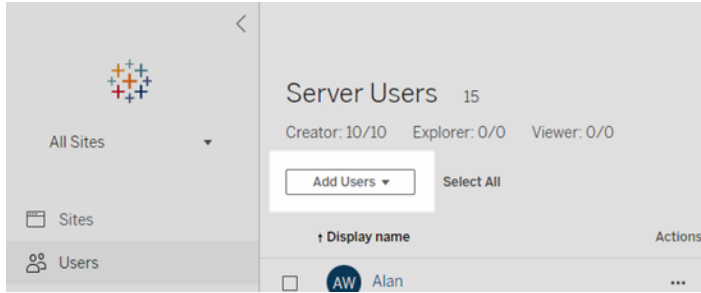 All Sites
Sites
Users
Server Users 15
Creator: 10/10 Explorer: 0/0 Viewer: 0/0
Add Users Select All
↑ Display name Actions
AW Alan